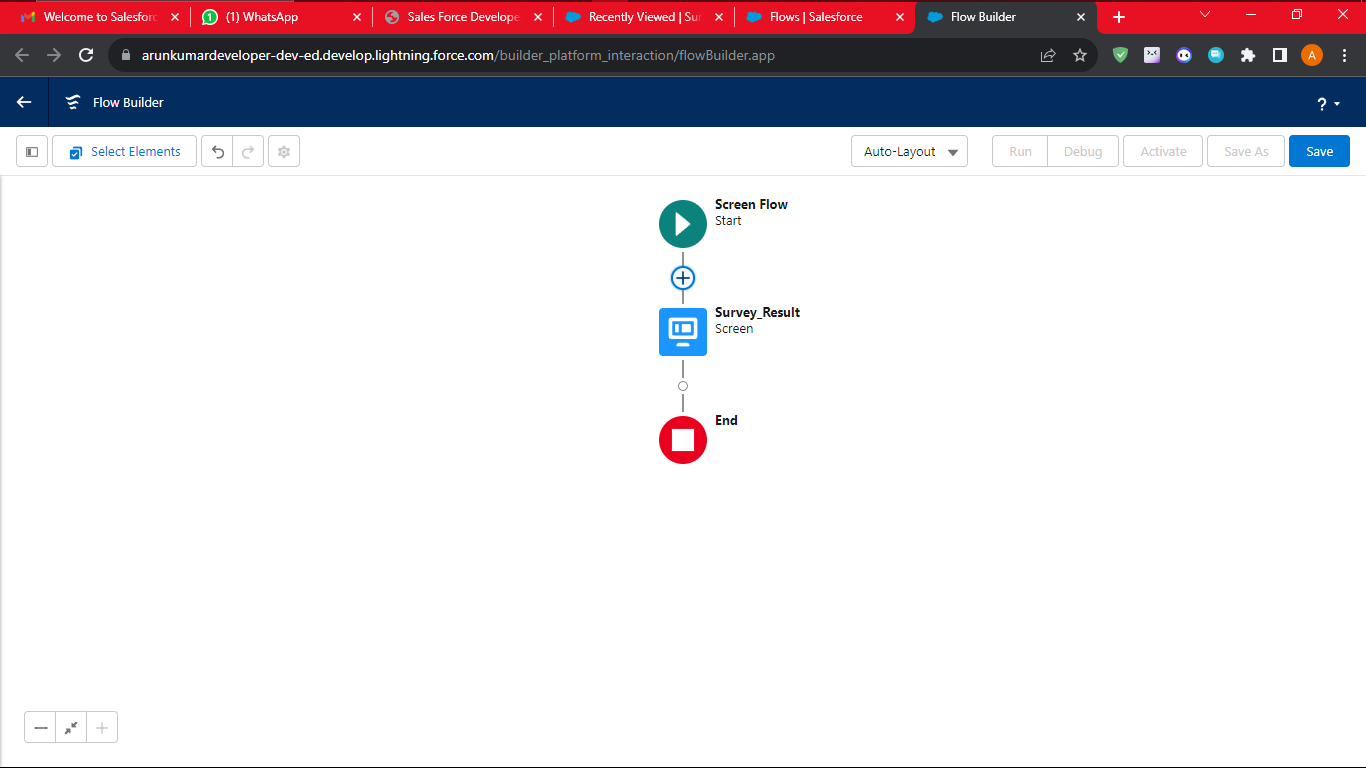 Welcome to Salesforc
(1) WhatsApp
Sales Force Develope
Recently Viewed | Sur
Flows | Salesforce
Flow Builder
arunkumardeveloper-dev-ed.develop.lightning.force.com/builder_platform_interaction/flowBuilder.app
A
Flow Builder
?
Select Elements
Auto-Layout
Run
Debug
Activate
Save As
Save
Screen Flow
Start
Survey_Result
Screen
End